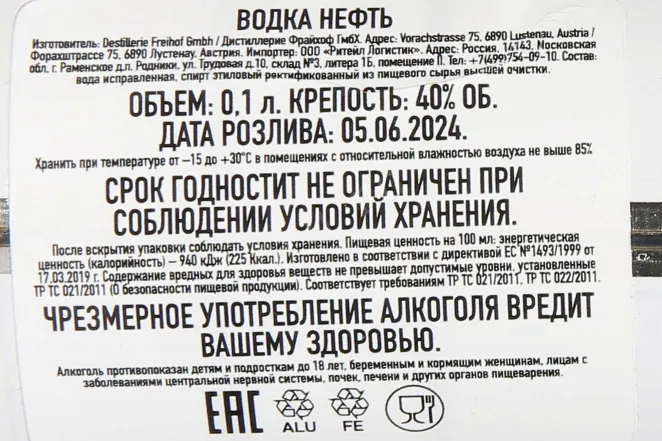 ВОДКА НЕФТЬ
Изготовитель: Destillerie Freihof Gmbh / Дистиллерие Фрайхоф ГмбХ. Адрес: Vorachstrasse 75, 6890 Lustenau, Austria /
Форахштрассе 75, 6890 Лустенау, Австрия. Импортер: ООО «Ритейл Логистик». Адрес: Россия, 14143, Московская
обл, г. Раменское д.п. Родники, ул. Трудовая д.10, склад №3, литера 1Б, помещение П. Тел: +7(499)754-09-10. Состав:
вода исправленная, спирт этиловый ректификованный из пищевого сырья высшей очистки.
ОБЪЕМ: 0,1 л. КРЕПОСТЬ: 40% ОБ.
ДАТА РОЗЛИВА: 05.06.2024.
Хранить при температуре от -15 до +30°С в помещениях с относительной влажностью воздуха не выше 85%
СРОК ГОДНОСТИТ НЕ ОГРАНИЧЕН ПРИ
СОБЛЮДЕНИИ УСЛОВИЙ ХРАНЕНИЯ.
После вскрытия упаковки соблюдать условия хранения. Пищевая ценность на 100 мл: энергетическая
ценность (калорийность) – 940 кДж (225 Ккал.). Изготовлено в соответствии с директивой ЕС №1493/1999 от
17.03.2019 г. Содержание вредных для здоровья веществ не превышает допустимые уровни, установленные
ТР ТС 021/2011 (О безопасности пищевой продукции). Соответствует требованиям ТР ТС 021/2011, ТР ТС 022/2011.
ЧРЕЗМЕРНОЕ УПОТРЕБЛЕНИЕ АЛКОГОЛЯ ВРЕДИТ
ВАШЕМУ ЗДОРОВЬЮ.
Алкоголь противопоказан детям и подросткам до 18 лет, беременным и кормящим женщинам, лицам с
заболеваниями центральной нервной системы, почек, печени и других органов пищеварения.
ЕАС ALU FE